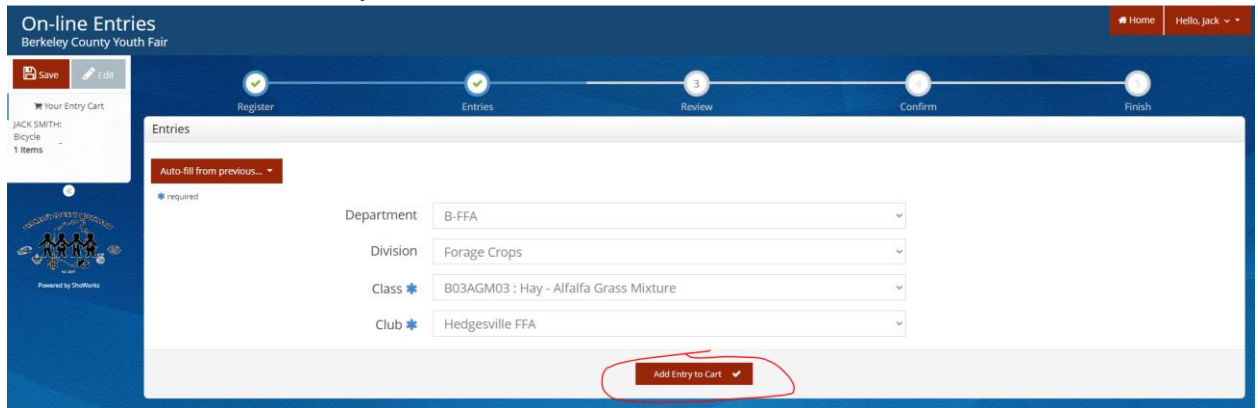 On-line Entries
Berkeley County Youth Fair
Home
Hello, Jack
Save
Edit
Your Entry Cart
JACK SMITH:
Bicycle
1 Items
Powered by ShoWorks
Register
Entries
3
Review
Confirm
Finish
Entries
Auto-fill from previous...
* required
Department
B-FFA
Division
Forage Crops
Class *
B03AGM03 : Hay - Alfalfa Grass Mixture
Club *
Hedgesville FFA
Add Entry to Cart